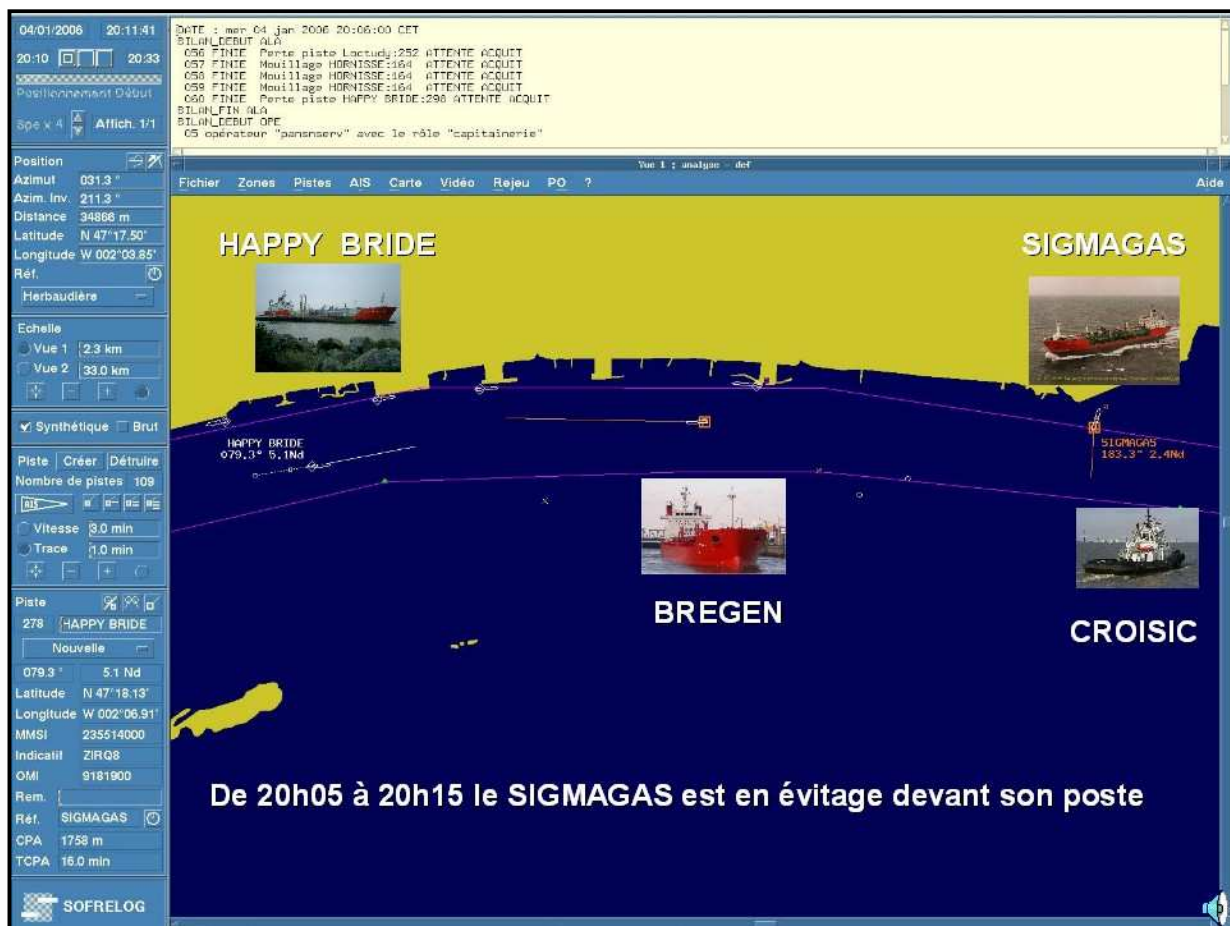 04/01/2006 20:11:41
20:10 20:33
Positionnement Début
Spe x 4 Affich. 1/1
DATE : mer 04 jan 2006 20:06:00 CET
BILAN_DEBUT ALA
056 FINIE Perte piste Loctudy:252 ATTENTE ACQUIT
057 FINIE Mouillage HORNISSE:164 ATTENTE ACQUIT
058 FINIE Mouillage HORNISSE:164 ATTENTE ACQUIT
059 FINIE Mouillage HORNISSE:164 ATTENTE ACQUIT
060 FINIE Perte piste HAPPY BRIDE:298 ATTENTE ACQUIT
BILAN_FIN ALA
BILAN_DEBUT OPE
05 opérateur "pansnserv" avec le rôle "capitainerie"
Vue 1 : analyse - def
Fichier Zones Pistes AIS Carte Vidéo Rejeu PO ? Aide
Position
Azimut 031.3 °
Azim. Inv. 211.3 °
Distance 34866 m
Latitude N 47°17.50'
Longitude W 002°03.85'
Réf.
Herbaudière
Echelle
Vue 1 2.3 km
Vue 2 33.0 km
Synthétique Brut
Piste Créer Détruire
Nombre de pistes 109
AIS
Vitesse 3.0 min
Trace 1.0 min
Piste
278 HAPPY BRIDE
Nouvelle
079.3 ° 5.1 Nd
Latitude N 47°18.13'
Longitude W 002°06.91'
MMSI 235514000
Indicatif ZIRQ8
OMI 9181900
Rem.
Réf. SIGMAGAS
CPA 1758 m
TCPA 16.0 min
SOFRELOG
HAPPY BRIDE
SIGMAGAS
HAPPY BRIDE
079.3° 5.1Nd
SIGMAGAS
183.3° 2.4Nd
BREGEN
CROISIC
De 20h05 à 20h15 le SIGMAGAS est en évitage devant son poste